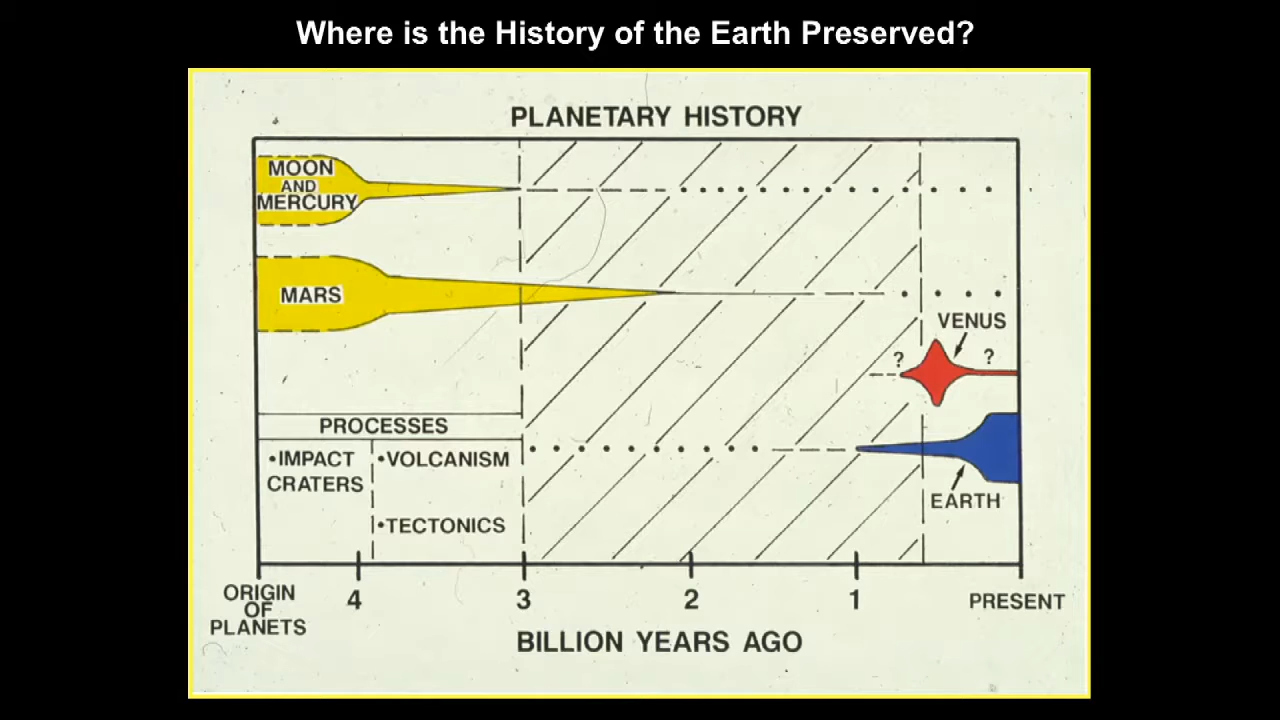 Where is the History of the Earth Preserved?
PLANETARY HISTORY
MOON
AND
MERCURY
MARS
VENUS
? ?
PROCESSES
•IMPACT
CRATERS
•VOLCANISM
•TECTONICS
EARTH
ORIGIN
OF
PLANETS
4 3 2 1 PRESENT
BILLION YEARS AGO